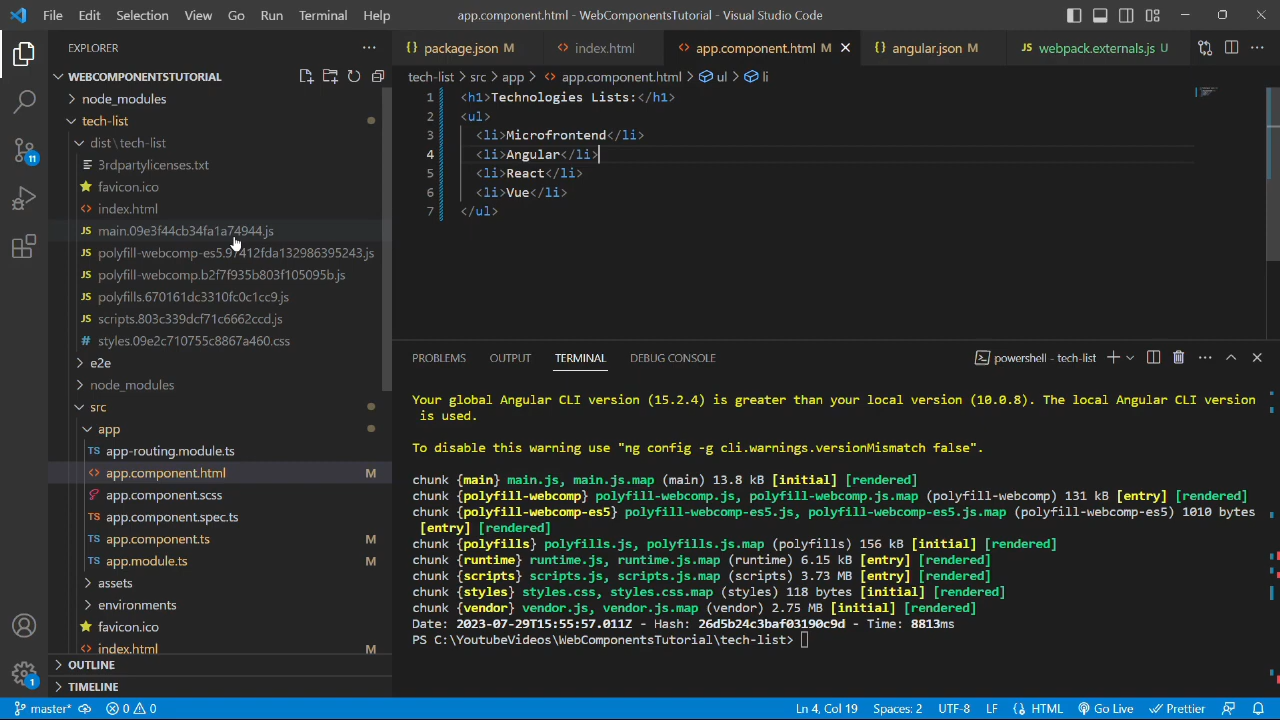 File Edit Selection View Go Run Terminal Help
app.component.html - WebComponentsTutorial - Visual Studio Code
EXPLORER
WEBCOMPONENTSTUTORIAL
node_modules
tech-list
dist\tech-list
3rdpartylicenses.txt
favicon.ico
index.html
JS main.09e3f44cb34fa1a74944.js
JS polyfill-webcomp-es5.97412fda132986395243.js
JS polyfill-webcomp.b2f7f935b803f105095b.js
JS polyfills.670161dc3310fc0c1cc9.js
JS scripts.803c339dcf71c6662ccd.js
# styles.09e2c710755c8867a460.css
e2e
node_modules
src
app
TS app-routing.module.ts
<> app.component.html M
app.component.scss
TS app.component.spec.ts
TS app.component.ts M
TS app.module.ts M
assets
environments
favicon.ico
<> index.html M
OUTLINE
TIMELINE
11
1
{} package.json M
<> index.html
<> app.component.html M
{} angular.json M
JS webpack.externals.js U
tech-list > src > app > <> app.component.html > ul > li
1 <h1>Technologies Lists:</h1>
2 <ul>
3 <li>Microfrontend</li>
4 <li>Angular</li>
5 <li>React</li>
6 <li>Vue</li>
7 </ul>
PROBLEMS OUTPUT TERMINAL DEBUG CONSOLE
powershell - tech-list
Your global Angular CLI version (15.2.4) is greater than your local version (10.0.8). The local Angular CLI version
is used.
To disable this warning use "ng config -g cli.warnings.versionMismatch false".
chunk {main} main.js, main.js.map (main) 13.8 kB [initial] [rendered]
chunk {polyfill-webcomp} polyfill-webcomp.js, polyfill-webcomp.js.map (polyfill-webcomp) 131 kB [entry] [rendered]
chunk {polyfill-webcomp-es5} polyfill-webcomp-es5.js, polyfill-webcomp-es5.js.map (polyfill-webcomp-es5) 1010 bytes
[entry] [rendered]
chunk {polyfills} polyfills.js, polyfills.js.map (polyfills) 156 kB [initial] [rendered]
chunk {runtime} runtime.js, runtime.js.map (runtime) 6.15 kB [entry] [rendered]
chunk {scripts} scripts.js, scripts.js.map (scripts) 3.73 MB [entry] [rendered]
chunk {styles} styles.css, styles.css.map (styles) 118 bytes [initial] [rendered]
chunk {vendor} vendor.js, vendor.js.map (vendor) 2.75 MB [initial] [rendered]
Date: 2023-07-29T15:55:57.011Z - Hash: 26d5b24c3baf03190c9d - Time: 8813ms
PS C:\YoutubeVideos\WebComponentsTutorial\tech-list>
master* 0 0
Ln 4, Col 19 Spaces: 2 UTF-8 LF {} HTML Go Live Prettier